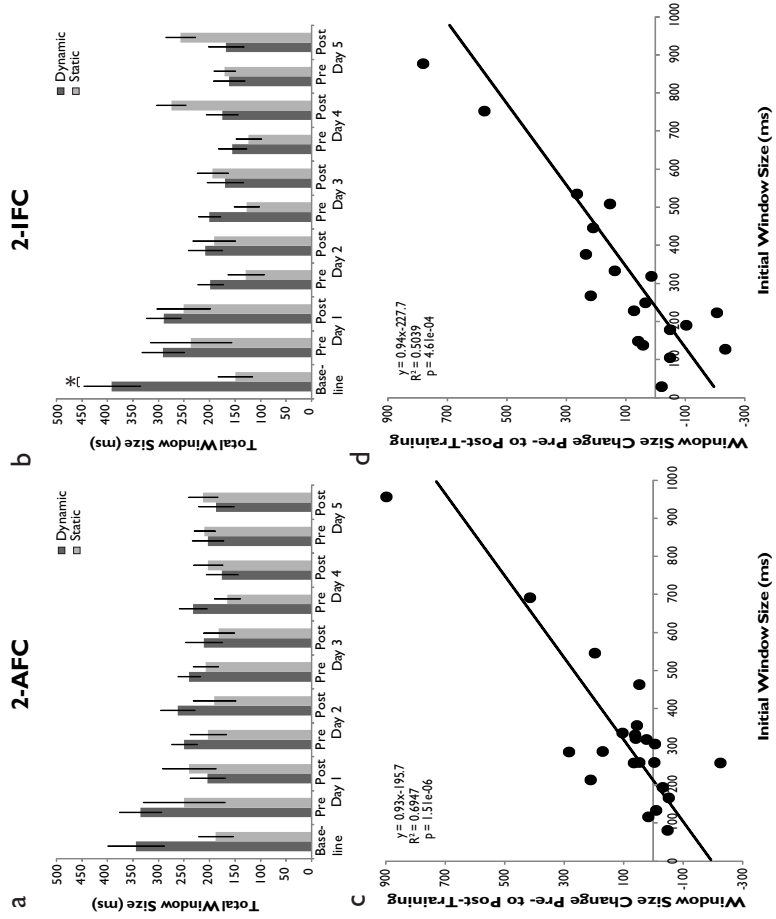 a
2-AFC
Dynamic
Static
Total Window Size (ms)
500
450
400
350
300
250
200
150
100
50
0
Base-
line
Pre
Post
Pre
Post
Pre
Post
Pre
Post
Pre
Post
Day 1
Day 2
Day 3
Day 4
Day 5
b
2-IFC
Dynamic
Static
Total Window Size (ms)
500
450
400
350
300
250
200
150
100
50
0
*
Base-
line
Pre
Post
Pre
Post
Pre
Post
Pre
Post
Pre
Post
Day 1
Day 2
Day 3
Day 4
Day 5
c
Window Size Change Pre- to Post-Training
900
700
500
300
100
-100
-300
y = 0.93x-195.7
R² = 0.6947
p = 1.51e-06
0
100
200
300
400
500
600
700
800
900
1000
Initial Window Size (ms)
d
Window Size Change Pre- to Post-Training
900
700
500
300
100
-100
-300
y = 0.94x-227.7
R² = 0.5039
p = 4.61e-04
0
100
200
300
400
500
600
700
800
900
1000
Initial Window Size (ms)